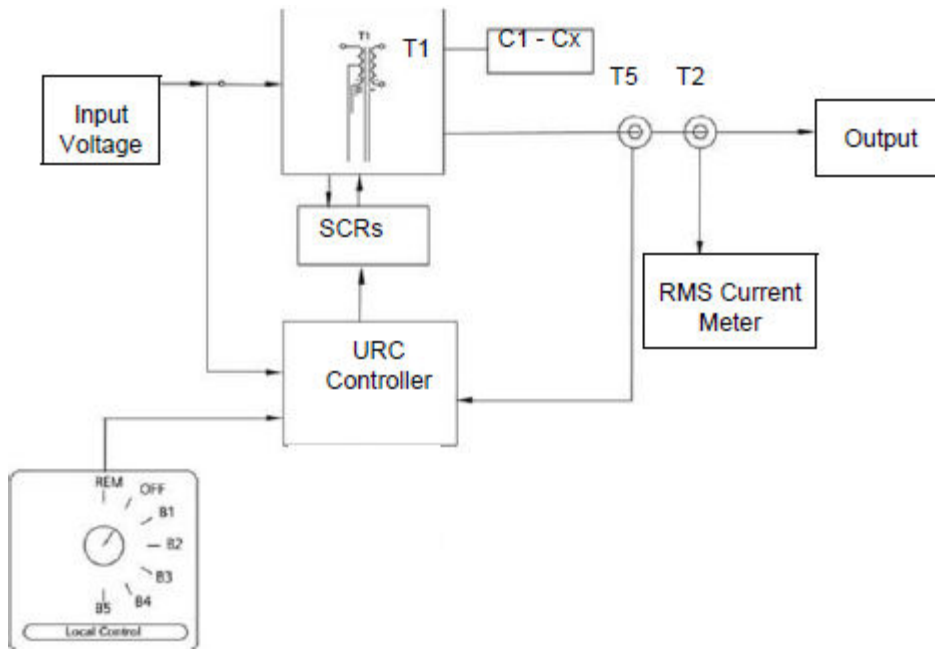 T1
T1
C1 - Cx
T5
T2
Input
Voltage
Output
SCRs
RMS Current
Meter
URC
Controller
REM
OFF
B1
B2
B3
B4
B5
Local Control